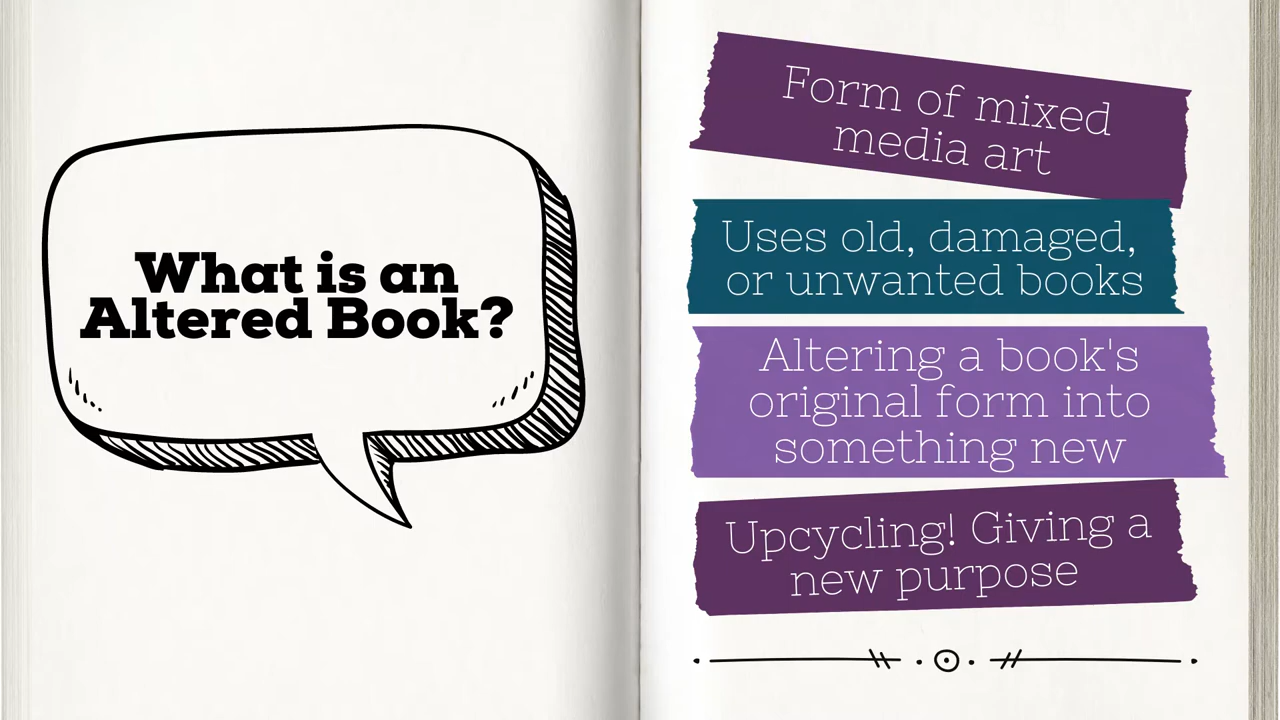 What is an
Altered Book?
Form of mixed
media art
Uses old, damaged,
or unwanted books
Altering a book's
original form into
something new
Upcycling! Giving a
new purpose